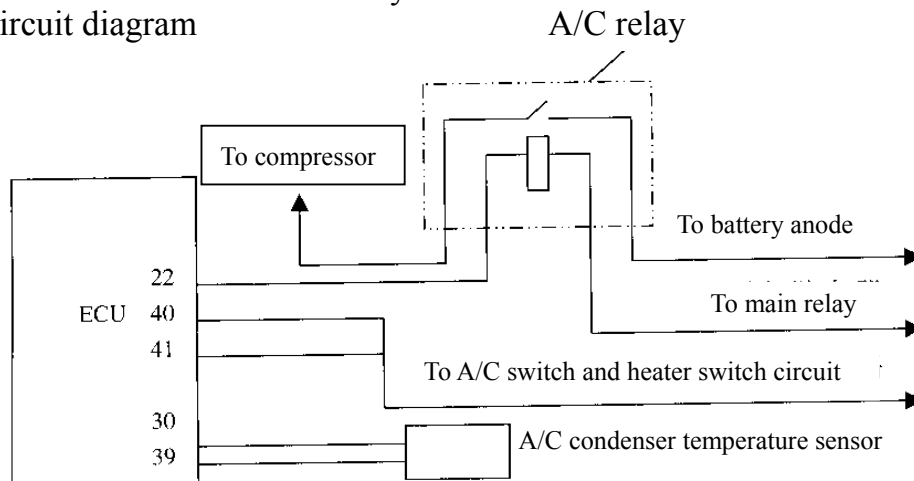 ircuit diagram
A/C relay
To compressor
To battery anode
22
To main relay
ECU 40
41
To A/C switch and heater switch circuit
30
A/C condenser temperature sensor
39